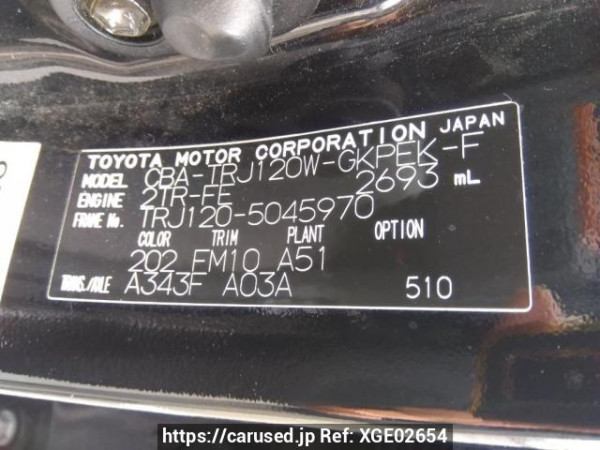 TOYOTA MOTOR CORPORATION JAPAN
MODEL CBA-TRJ120W-GKPEK-F
ENGINE 2TR-FE 2693 mL
FRAME No. TRJ120-5045970
COLOR TRIM PLANT OPTION
202 FM10 A51
TRANS./AXLE A343F A03A 510
https://carused.jp Ref: XGE02654